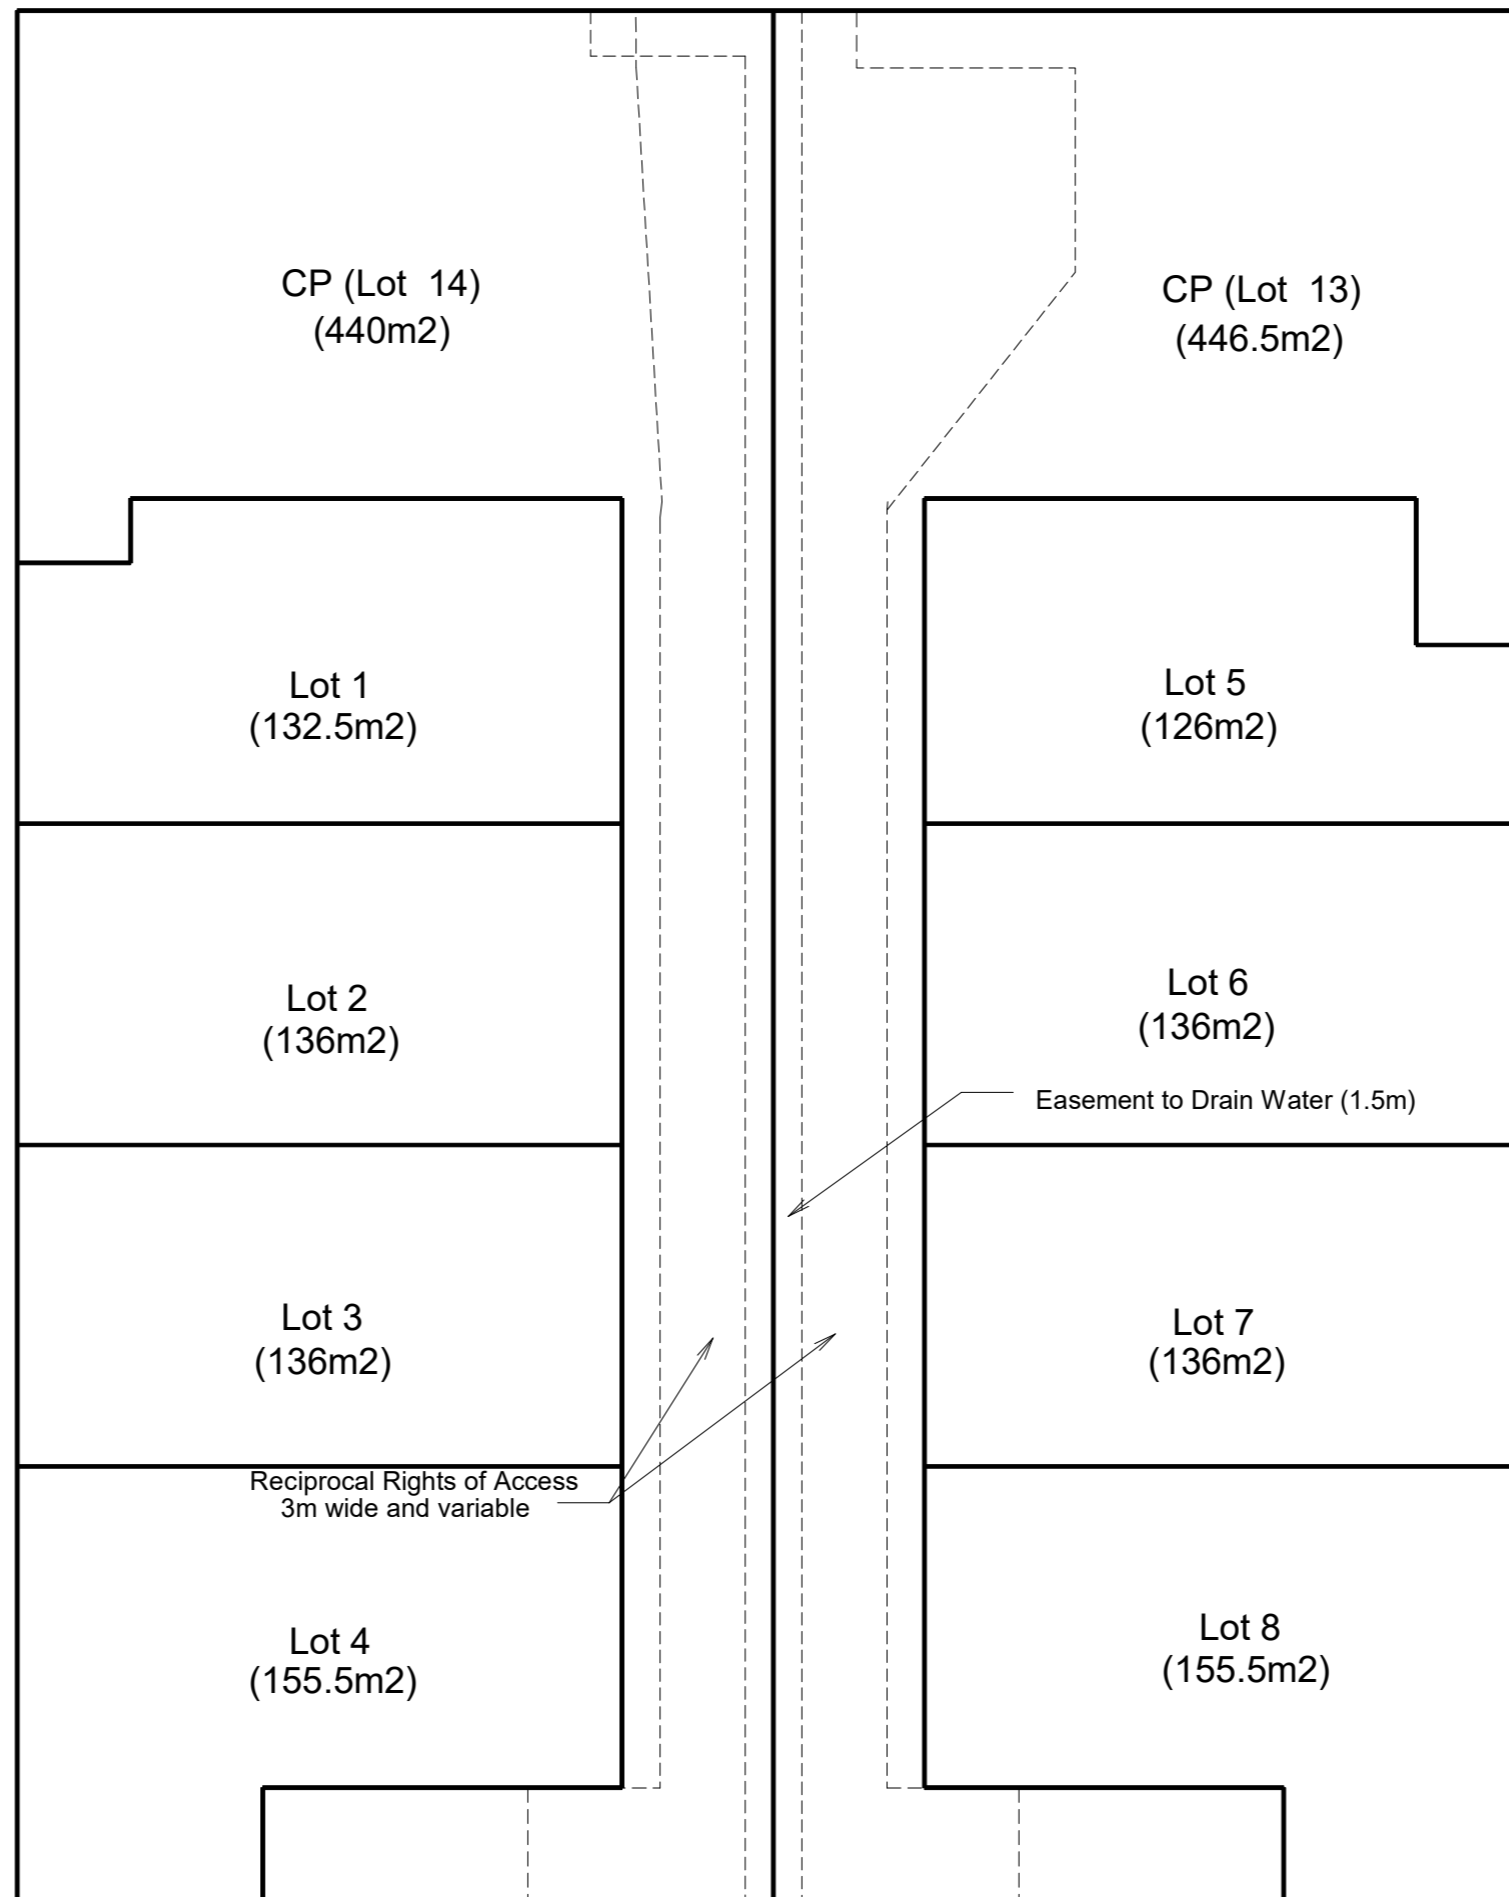 CP (Lot  14)
(440m2)
CP (Lot  13)
(446.5m2)
Lot 1
(132.5m2)
Lot 5
(126m2)
Lot 2
(136m2)
Lot 6
(136m2)
Easement to Drain Water (1.5m)
Lot 3
(136m2)
Lot 7
(136m2)
Reciprocal Rights of Access
3m wide and variable
Lot 4
(155.5m2)
Lot 8
(155.5m2)